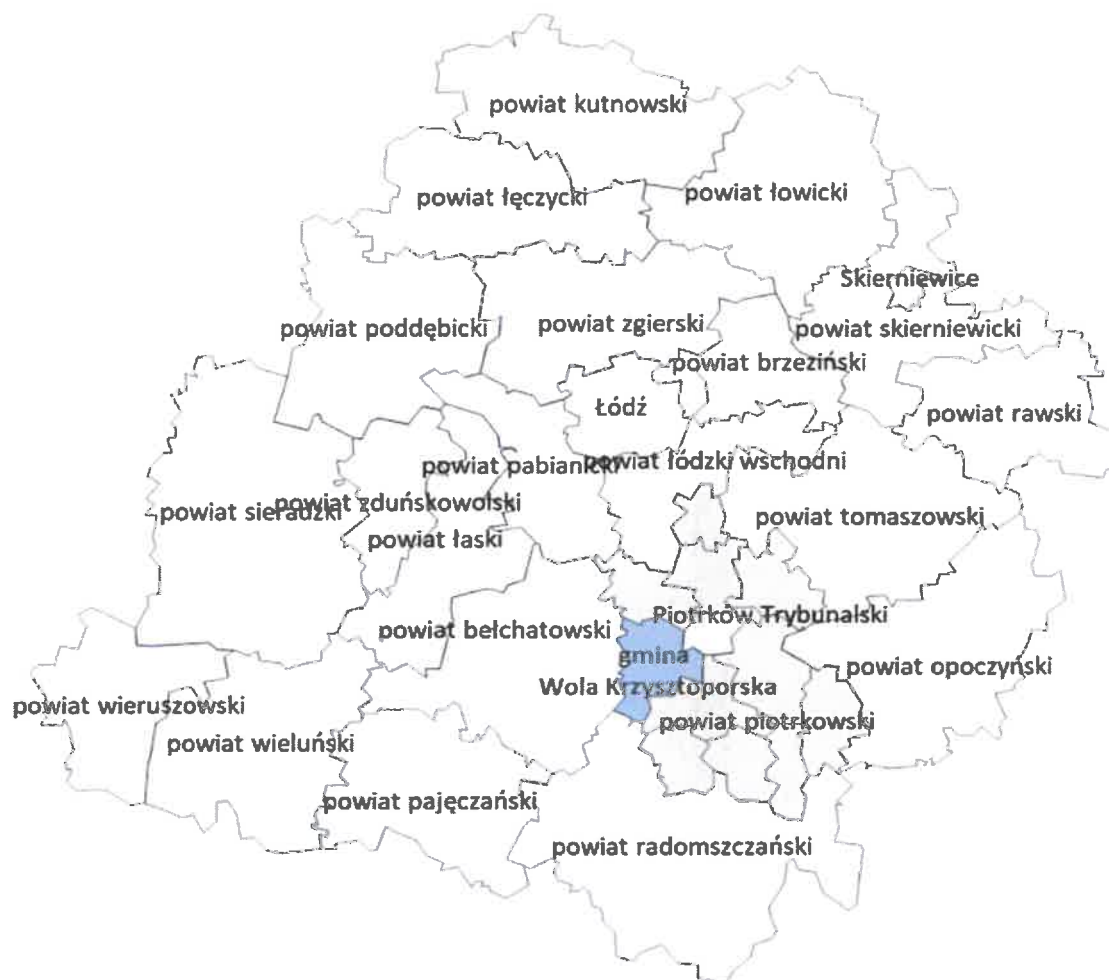 powiat kutnowski
powiat łęczycki
powiat łowicki
Skierniewice
powiat poddębicki
powiat zgierski
powiat skierniewicki
powiat brzeziński
Łódź
powiat rawski
powiat pabianicki
powiat łódzki wschodni
powiat sieradzki
powiat zduńskowolski
powiat tomaszowski
powiat łaski
Piotrków Trybunalski
powiat bełchatowski
gmina
Wola Krzysztoporska
powiat opoczyński
powiat wieruszowski
powiat piotrkowski
powiat wieluński
powiat pajęczański
powiat radomszczański